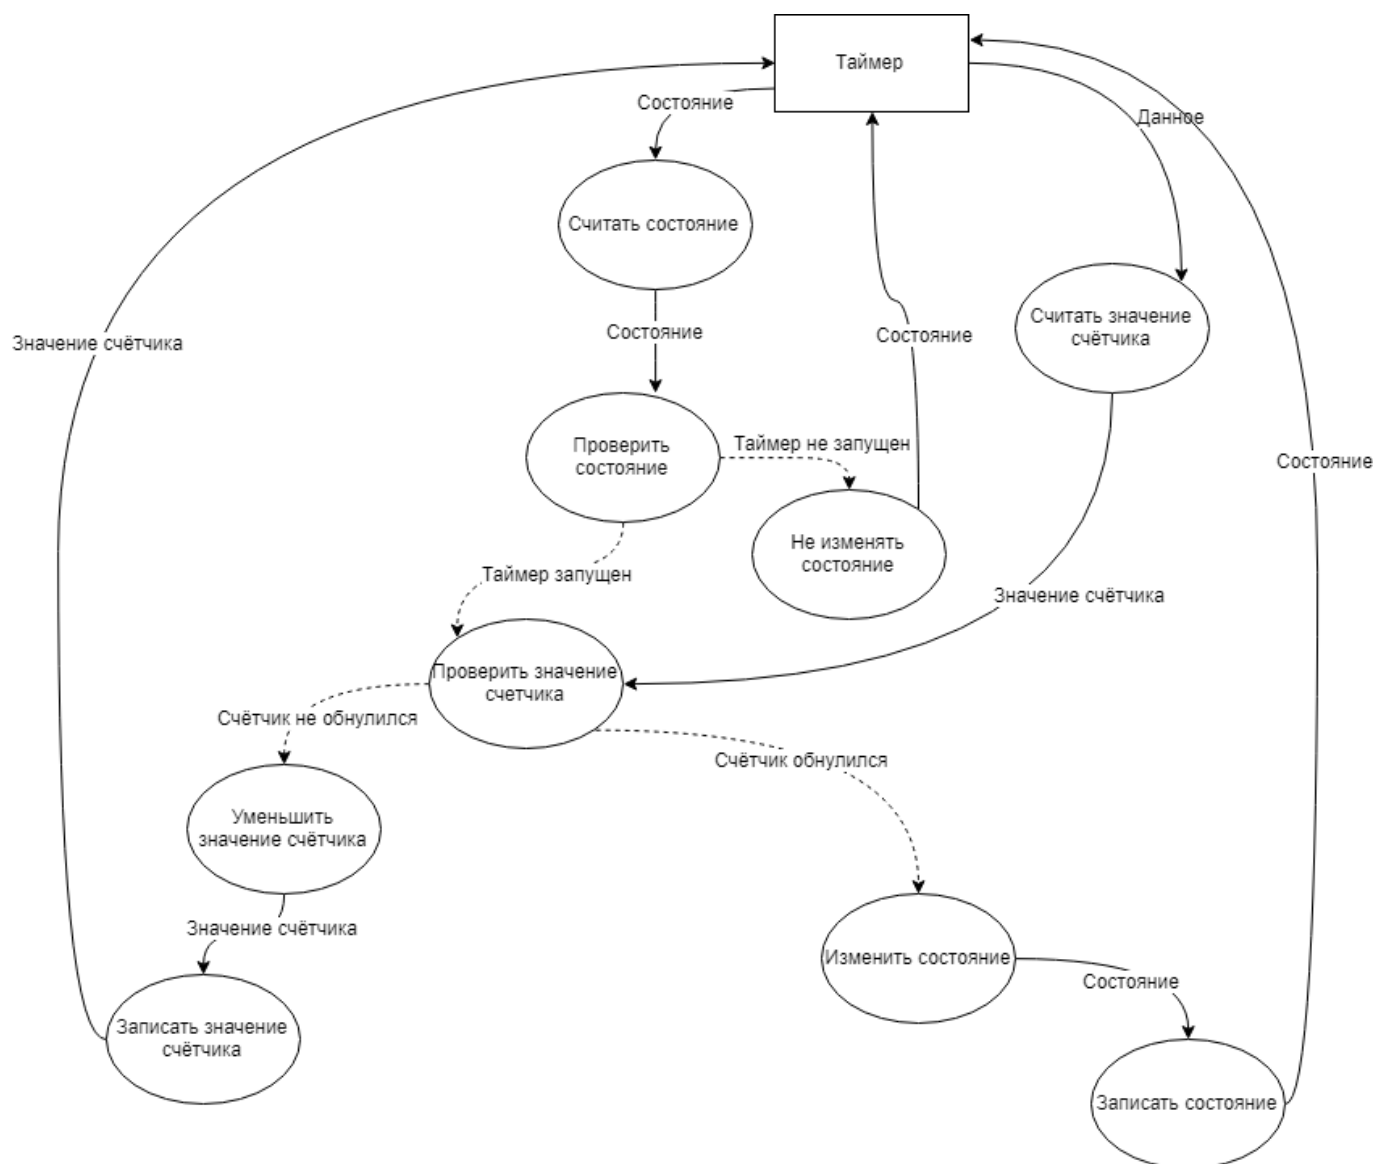 Таймер
Состояние
Данное
Считать состояние
Считать значение
счётчика
Состояние
Состояние
Значение счётчика
Проверить
состояние
Таймер не запущен
Состояние
Не изменять
состояние
Таймер запущен
Значение счётчика
Проверить значение
счетчика
Счётчик не обнулился
Счётчик обнулился
Уменьшить
значение счётчика
Значение счётчика
Изменить состояние
Состояние
Записать значение
счётчика
Записать состояние